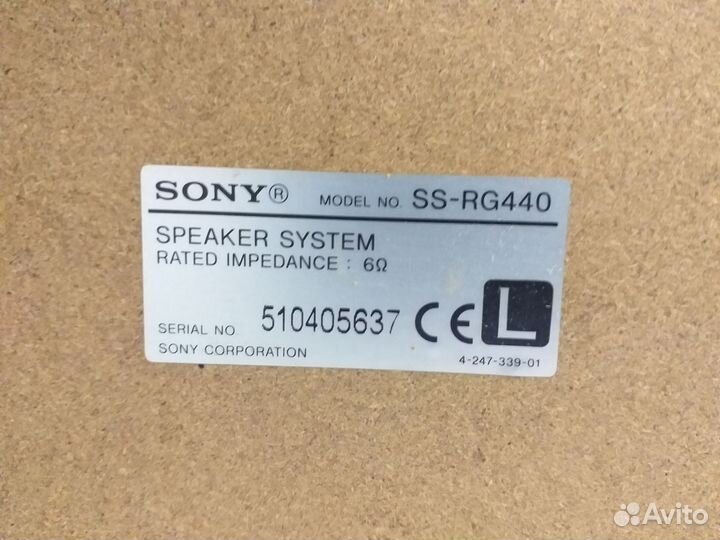 SONY® MODEL NO. SS-RG440
SPEAKER SYSTEM
RATED IMPEDANCE : 6Ω
SERIAL NO 510405637 CE L
SONY CORPORATION 4-247-339-01
Avito